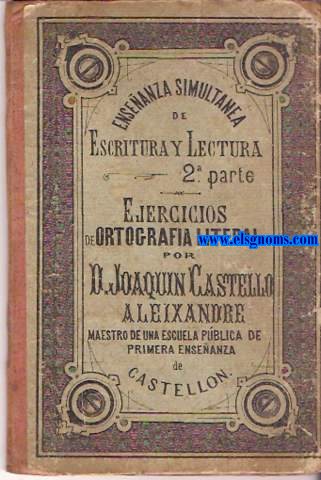 ENSEÑANZA SIMULTANEA
DE
ESCRITURA Y LECTURA
2.ª parte
EJERCICIOS
DE ORTOGRAFIA LITERAL
www.elsgnoms.com
POR
D. JOAQUIN CASTELLO
ALEIXANDRE
MAESTRO DE UNA ESCUELA PÚBLICA DE
PRIMERA ENSEÑANZA
de
CASTELLON.